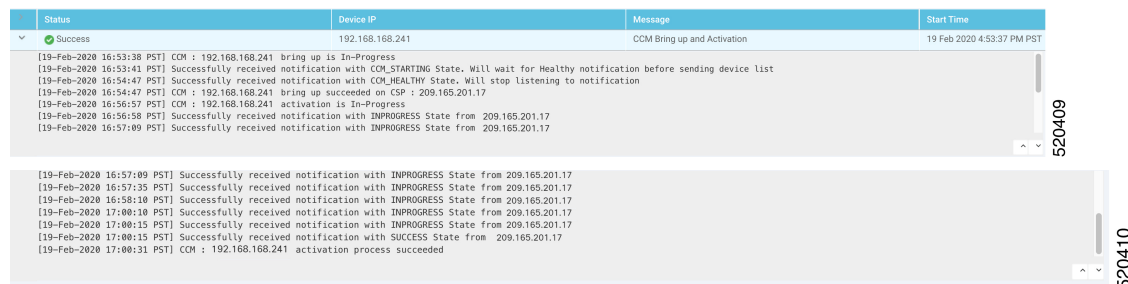 Status Device IP Message Start Time
Success 192.168.168.241 CCM Bring up and Activation 19 Feb 2020 4:53:37 PM PST
[19-Feb-2020 16:53:38 PST] CCM : 192.168.168.241 bring up is In-Progress
[19-Feb-2020 16:53:41 PST] Successfully received notification with CCM_STARTING State. Will wait for Healthy notification before sending device list
[19-Feb-2020 16:54:47 PST] Successfully received notification with CCM_HEALTHY State. Will stop listening to notification
[19-Feb-2020 16:54:47 PST] CCM : 192.168.168.241 bring up succeeded on CSP : 209.165.201.17
[19-Feb-2020 16:56:57 PST] CCM : 192.168.168.241 activation is In-Progress
[19-Feb-2020 16:56:58 PST] Successfully received notification with INPROGRESS State from 209.165.201.17
[19-Feb-2020 16:57:09 PST] Successfully received notification with INPROGRESS State from 209.165.201.17
520409
[19-Feb-2020 16:57:09 PST] Successfully received notification with INPROGRESS State from 209.165.201.17
[19-Feb-2020 16:57:35 PST] Successfully received notification with INPROGRESS State from 209.165.201.17
[19-Feb-2020 16:58:10 PST] Successfully received notification with INPROGRESS State from 209.165.201.17
[19-Feb-2020 17:00:10 PST] Successfully received notification with INPROGRESS State from 209.165.201.17
[19-Feb-2020 17:00:15 PST] Successfully received notification with INPROGRESS State from 209.165.201.17
[19-Feb-2020 17:00:15 PST] Successfully received notification with SUCCESS State from 209.165.201.17
[19-Feb-2020 17:00:31 PST] CCM : 192.168.168.241 activation process succeeded
520410